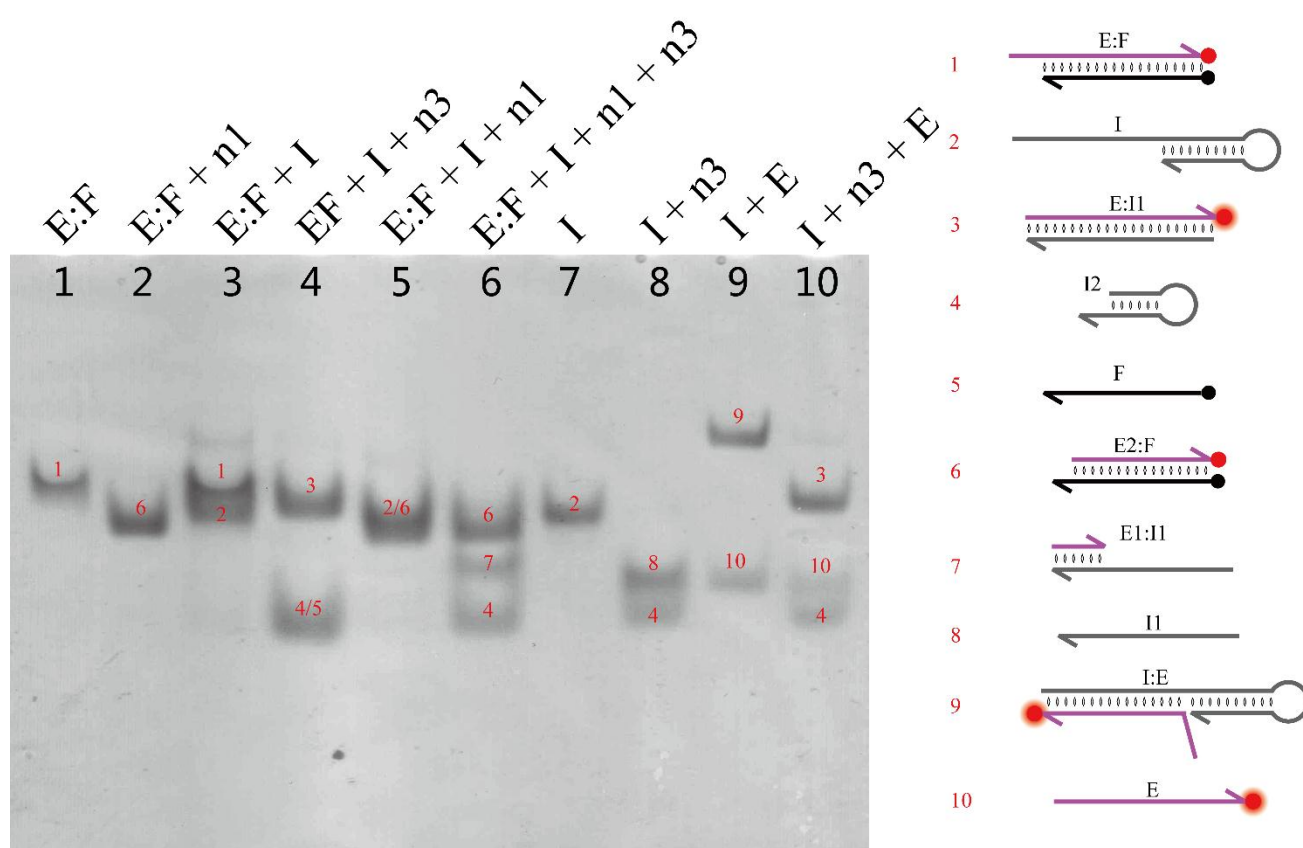 E:F
E:F + n1
E:F + I
EF + I + n3
E:F + I + n1
E:F + I + n1 + n3
I
I + n3
I + E
I + n3 + E
1 2 3 4 5 6 7 8 9 10
9
1 1 3 3
6 2 2/6 6 2
7 8 10 10
4/5 4 4 4
1 E:F
2 I
3 E:I1
4 I2
5 F
6 E2:F
7 E1:I1
8 I1
9 I:E
10 E